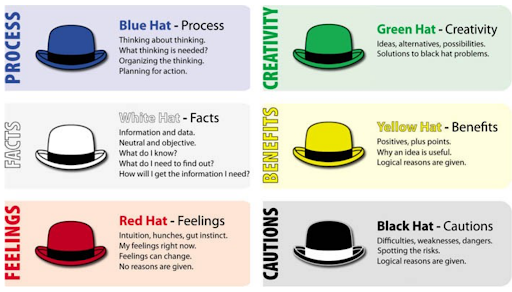 PROCESS
Blue Hat - Process
Thinking about thinking.
What thinking is needed?
Organizing the thinking.
Planning for action.
CREATIVITY
Green Hat - Creativity
Ideas, alternatives, possibilities.
Solutions to black hat problems.
FACTS
White Hat - Facts
Information and data.
Neutral and objective.
What do I know?
What do I need to find out?
How will I get the information I need?
BENEFITS
Yellow Hat - Benefits
Positives, plus points.
Why an idea is useful.
Logical reasons are given.
FEELINGS
Red Hat - Feelings
Intuition, hunches, gut instinct.
My feelings right now.
Feelings can change.
No reasons are given.
CAUTIONS
Black Hat - Cautions
Difficulties, weaknesses, dangers.
Spotting the risks.
Logical reasons are given.